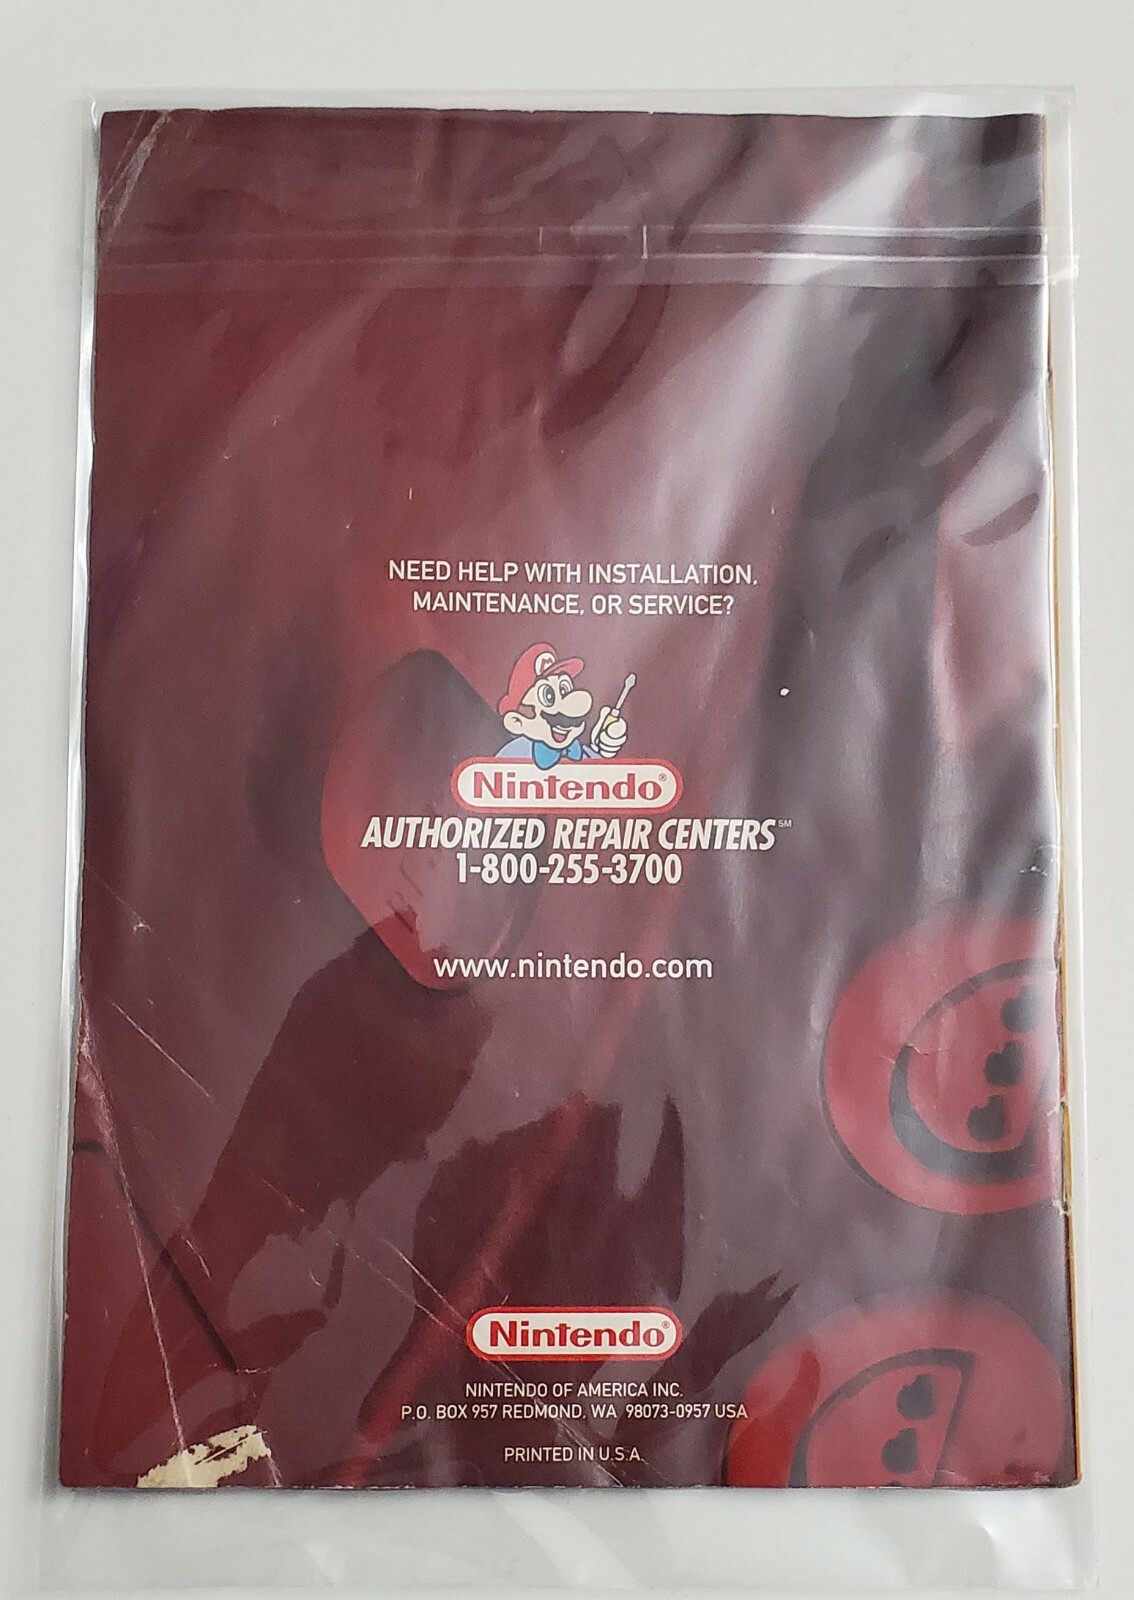 NEED HELP WITH INSTALLATION,
MAINTENANCE, OR SERVICE?
M
Nintendo®
AUTHORIZED REPAIR CENTERS℠
1-800-255-3700
www.nintendo.com
Nintendo®
NINTENDO OF AMERICA INC.
P.O. BOX 957 REDMOND, WA 98073-0957 USA
PRINTED IN U.S.A.